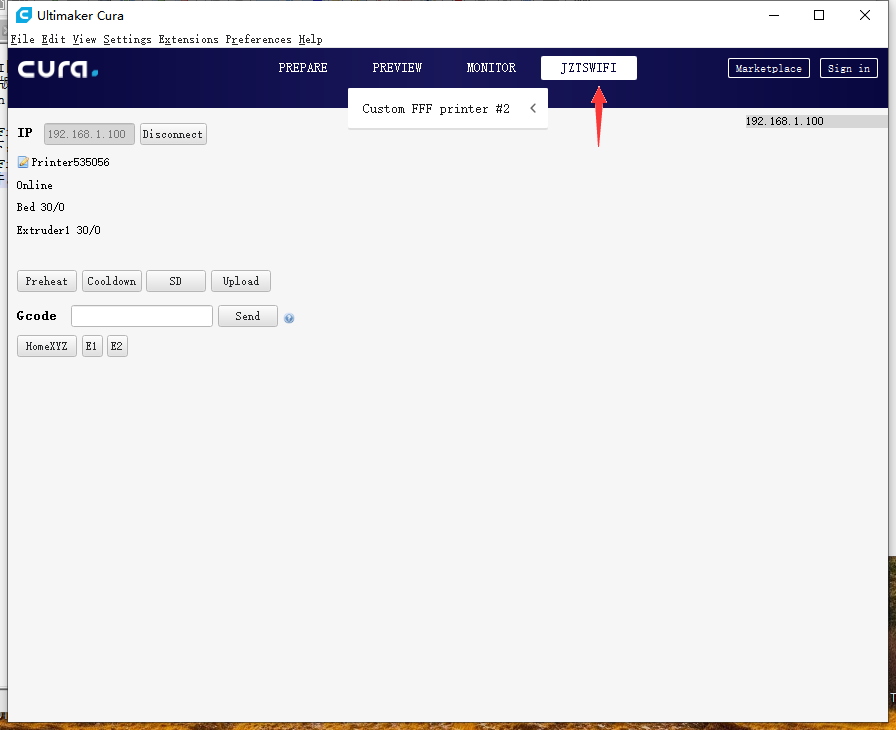 Ultimaker Cura
File Edit View Settings Extensions Preferences Help
cura.
PREPARE PREVIEW MONITOR JZTSWIFI Marketplace Sign in
Custom FFF printer #2
192.168.1.100
IP 192.168.1.100 Disconnect
Printer535056
Online
Bed 30/0
Extruder1 30/0
Preheat Cooldown SD Upload
Gcode Send
HomeXYZ E1 E2